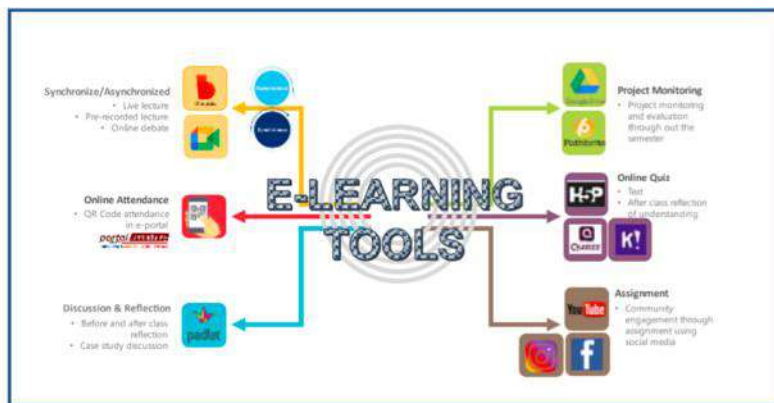 Synchronize/Asynchronized
• Live lecture
• Pre-recorded lecture
• Online debate
Online Attendance
• QR Code attendance
in e-portal
portal
Discussion & Reflection
• Before and after class
reflection
• Case study discussion
padlet
E-LEARNING
TOOLS
Google Drive
Project Monitoring
• Project monitoring
and evaluation
through out the
semester
Online Quiz
• Test
• After class reflection
of understanding
H5P
Quizizz
K!
Assignment
• Community
engagement through
assignment using
social media
YouTube
f